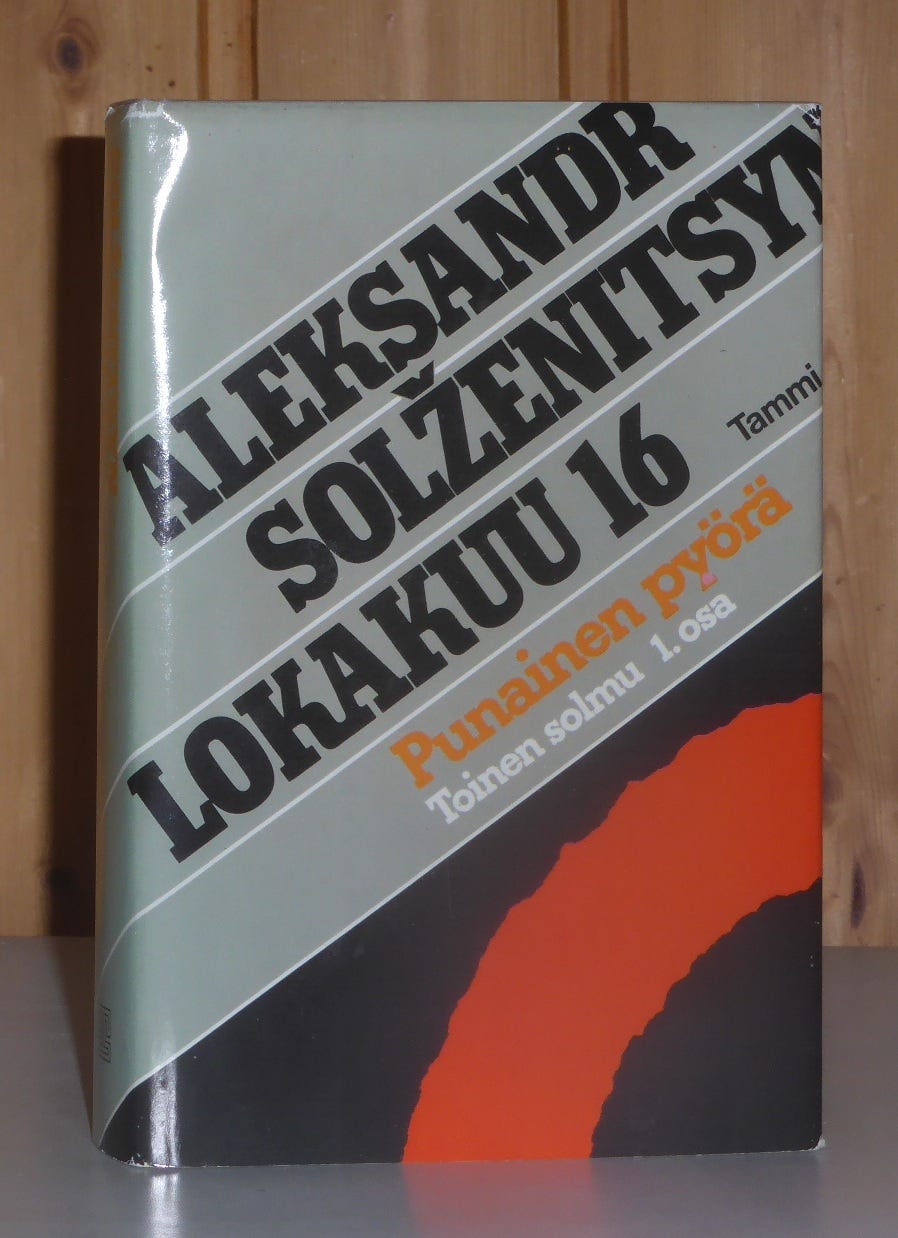 ALEKSANDR
SOLŽENITSYN
LOKAKUU 16
Tammi
Punainen pyörä
Toinen solmu 1. osa